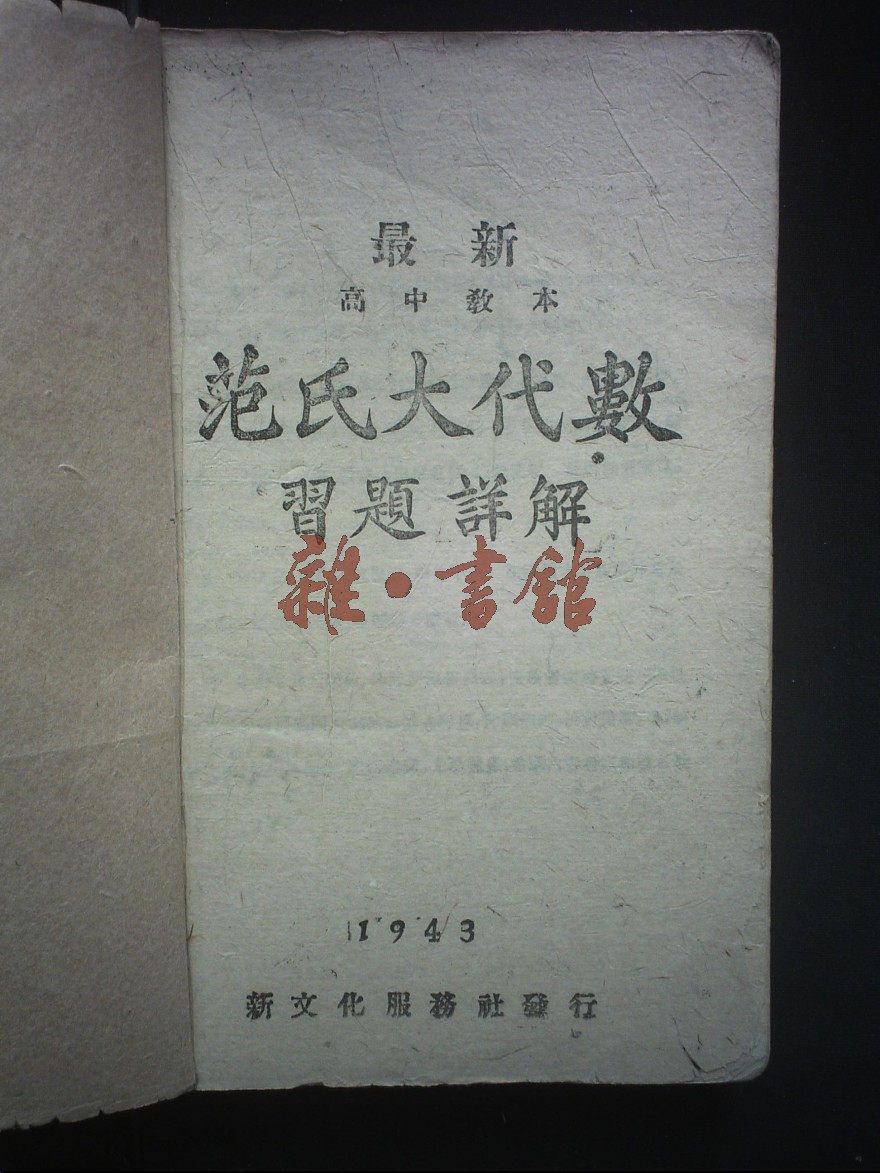 最新
高中教本
范氏大代數
習題詳解
雜·書館
1943
新文化服務社發行